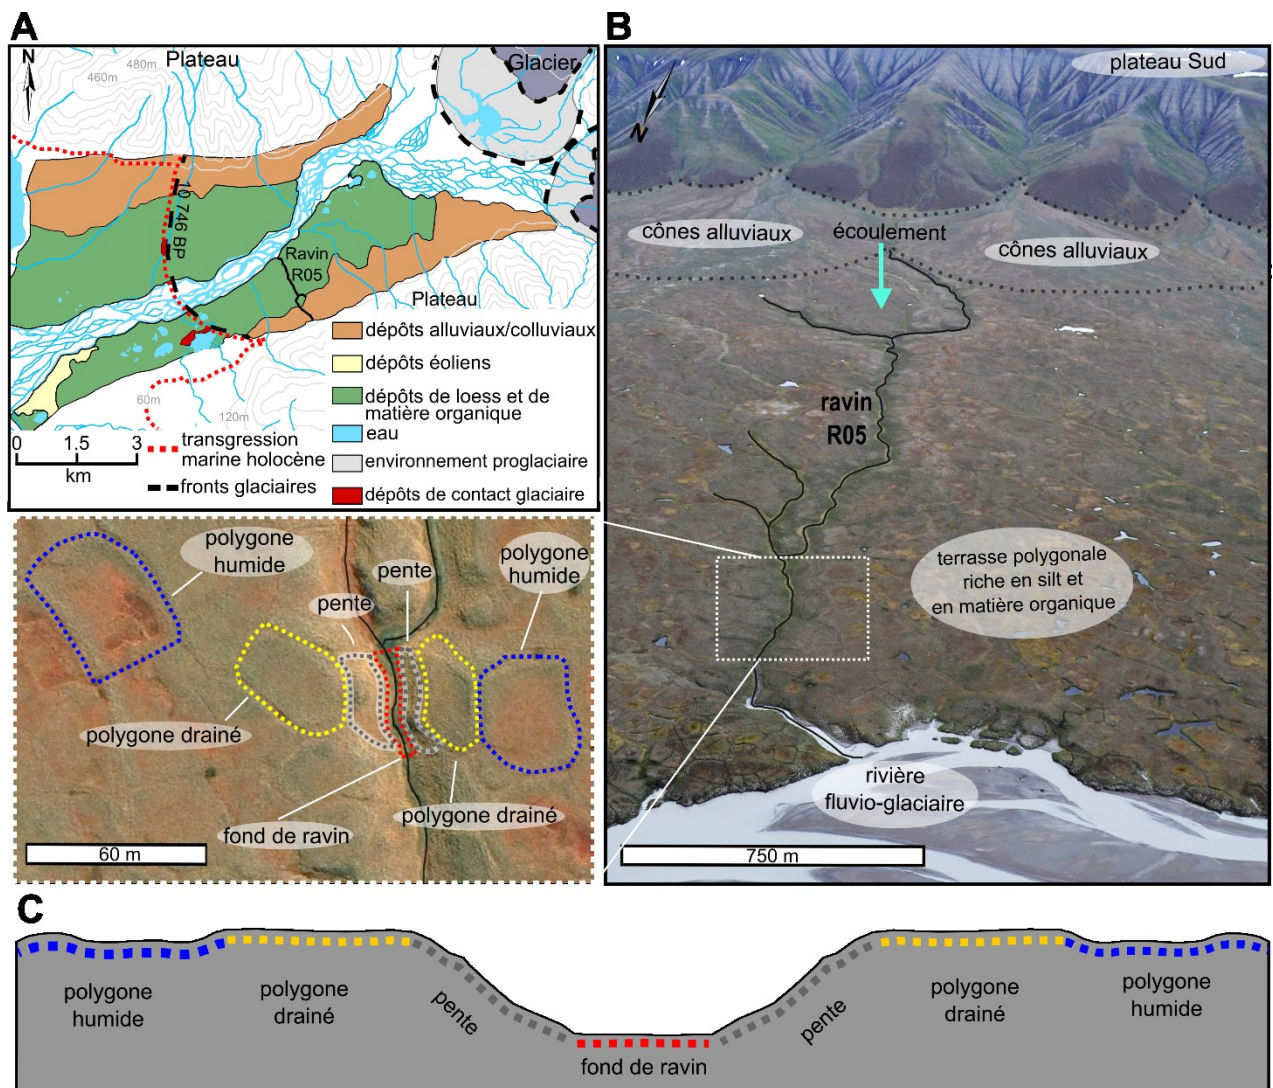 A
N
Plateau
480m
460m
Glacier
10 746 BP
Ravin
R05
Plateau
60m
120m
0 1.5 3
km
transgression
marine holocène
fronts glaciaires
dépôts alluviaux/colluviaux
dépôts éoliens
dépôts de loess et de
matière organique
eau
environnement proglaciaire
dépôts de contact glaciaire
polygone
humide
pente
pente
polygone
humide
polygone drainé
polygone drainé
fond de ravin
60 m
B
plateau Sud
N
cônes alluviaux
écoulement
cônes alluviaux
ravin
R05
terrasse polygonale
riche en silt et
en matière organique
rivière
fluvio-glaciaire
750 m
C
polygone
humide
polygone
drainé
pente
fond de ravin
pente
polygone
drainé
polygone
humide